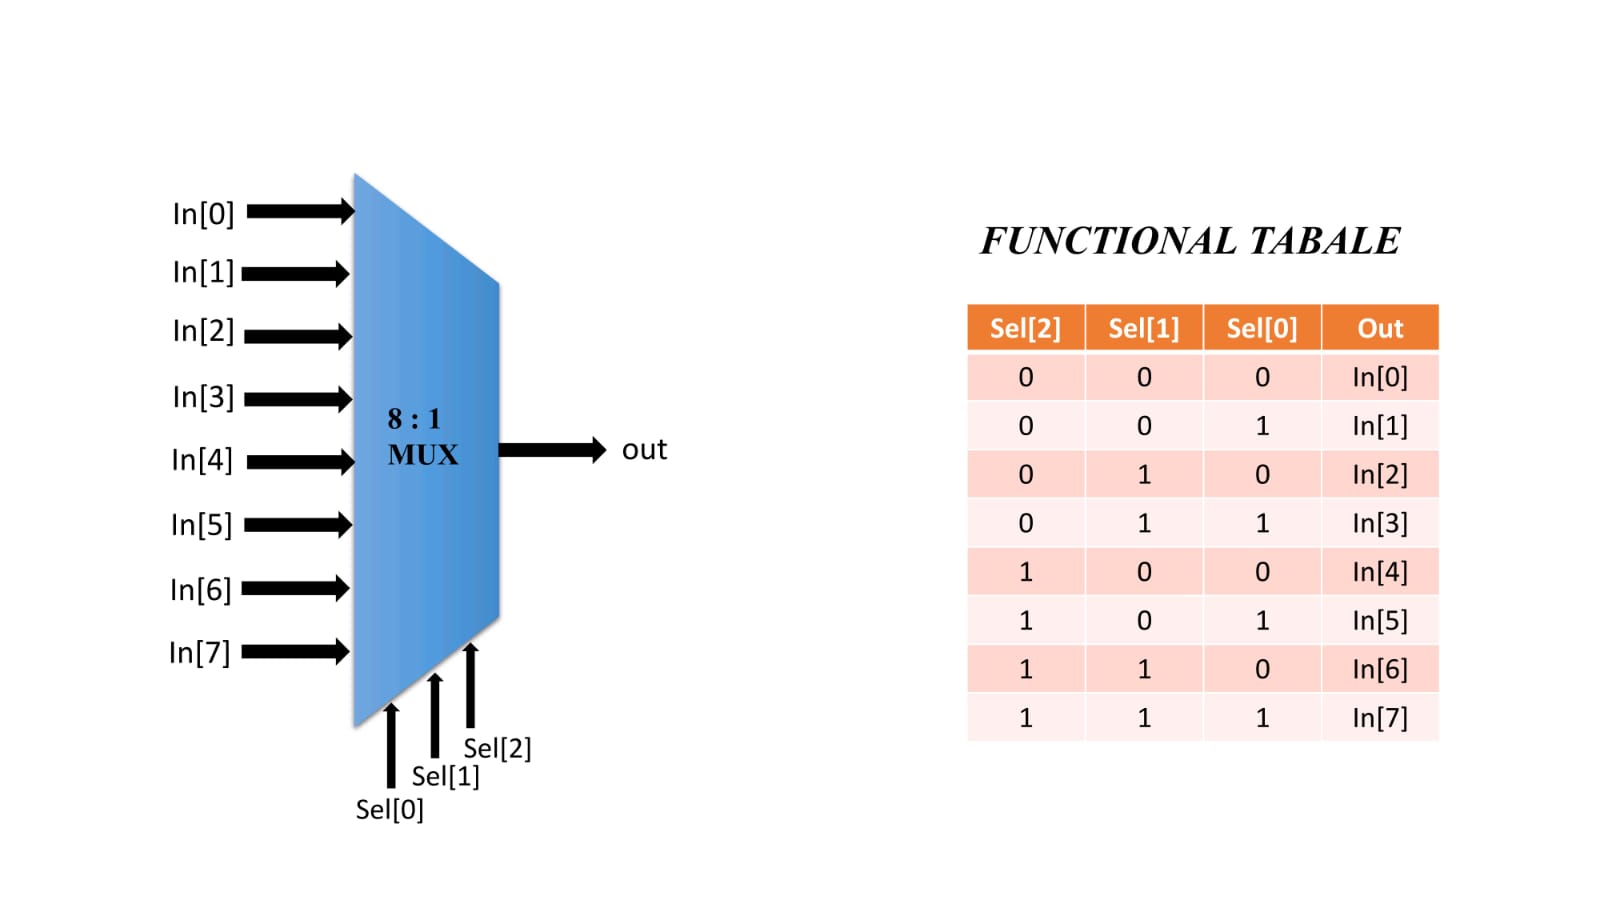 In[0]
In[1]
In[2]
In[3]
In[4]
In[5]
In[6]
In[7]
8 : 1
MUX
out
Sel[2]
Sel[1]
Sel[0]
FUNCTIONAL TABALE
Sel[2] Sel[1] Sel[0] Out
0 0 0 In[0]
0 0 1 In[1]
0 1 0 In[2]
0 1 1 In[3]
1 0 0 In[4]
1 0 1 In[5]
1 1 0 In[6]
1 1 1 In[7]